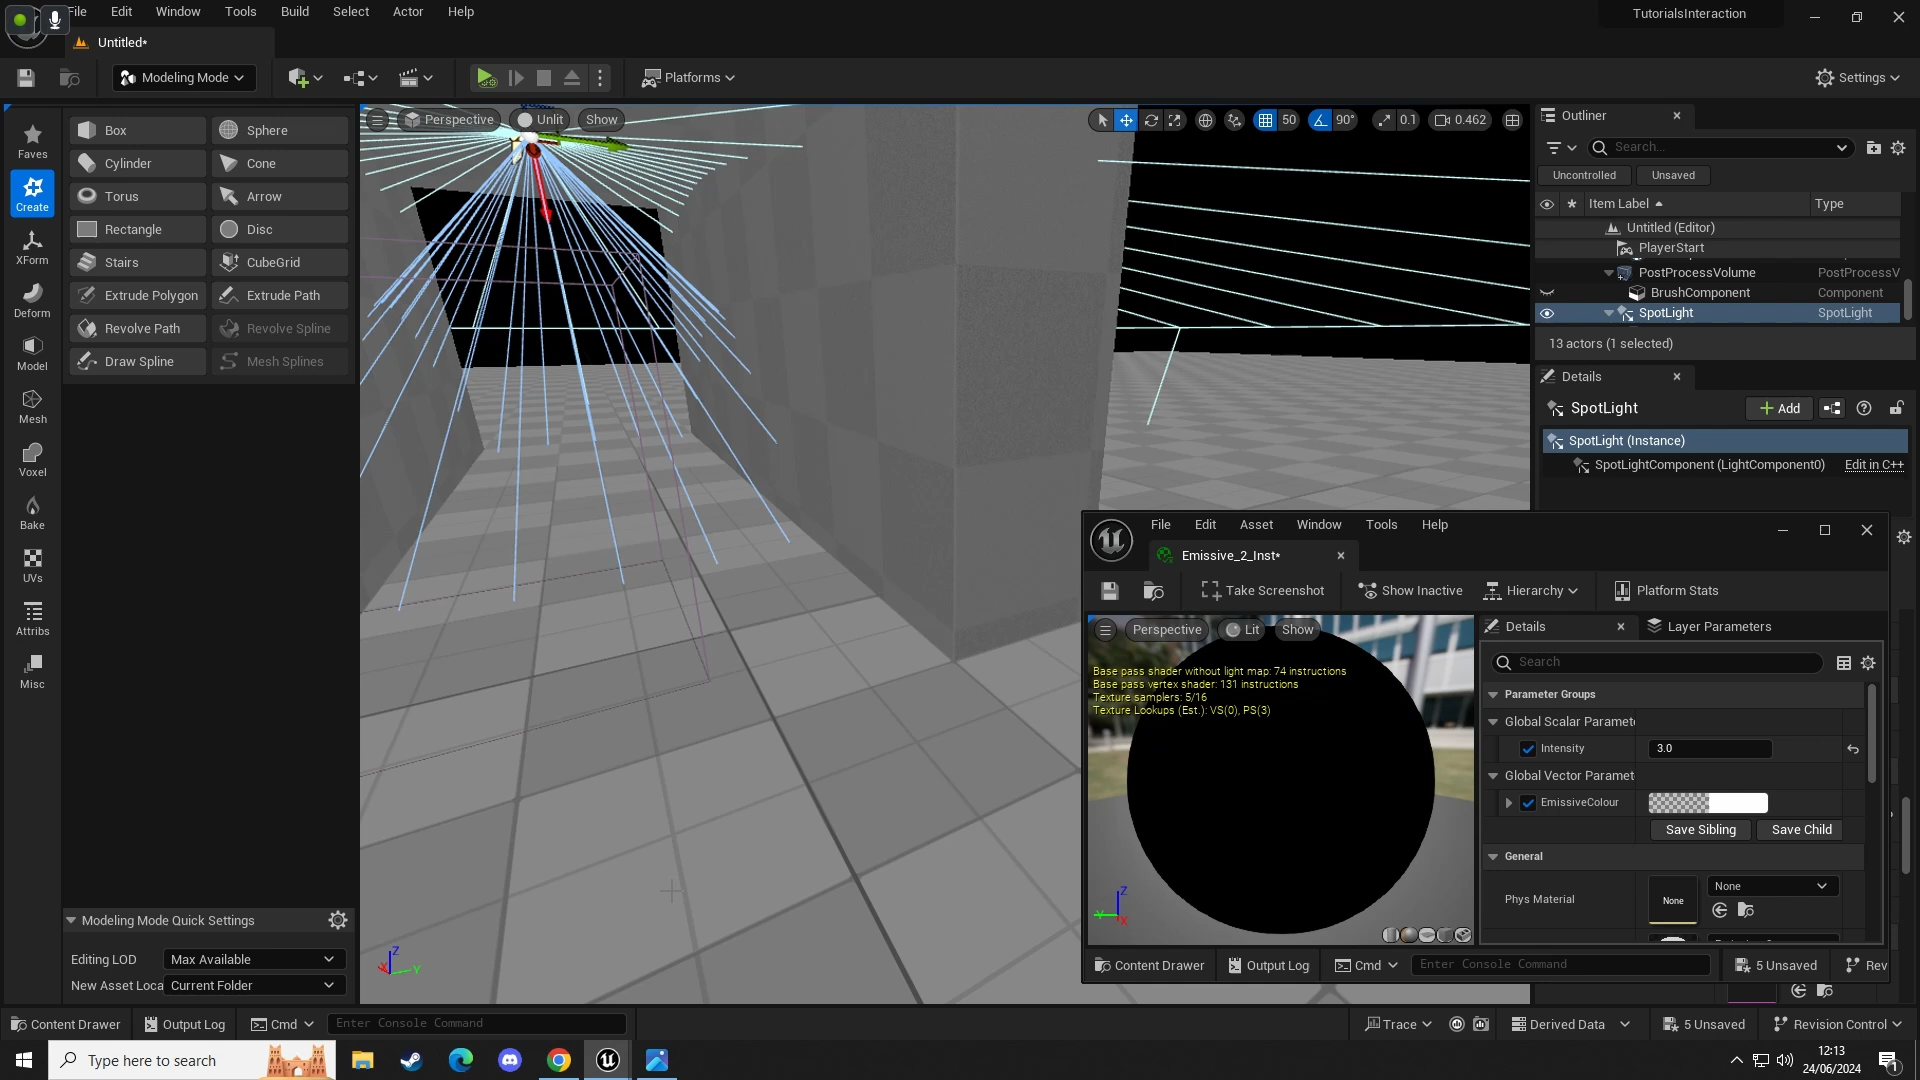 File Edit Window Tools Build Select Actor Help
TutorialsInteraction
Untitled*
Modeling Mode
Platforms
Settings
Faves
Create
XForm
Deform
Model
Mesh
Voxel
Bake
UVs
Attribs
Misc
Box Sphere
Cylinder Cone
Torus Arrow
Rectangle Disc
Stairs CubeGrid
Extrude Polygon Extrude Path
Revolve Path Revolve Spline
Draw Spline Mesh Splines
Modeling Mode Quick Settings
Editing LOD Max Available
New Asset Loca Current Folder
Perspective Unlit Show
50 90° 0.1 0.462
X Y Z
Outliner
Search...
Uncontrolled Unsaved
Item Label Type
Untitled (Editor)
PlayerStart
PostProcessVolume PostProcessV
BrushComponent Component
SpotLight SpotLight
13 actors (1 selected)
Details
SpotLight Add
SpotLight (Instance)
SpotLightComponent (LightComponent0) Edit in C++
File Edit Asset Window Tools Help
Emissive_2_Inst*
Take Screenshot Show Inactive Hierarchy Platform Stats
Perspective Lit Show
Base pass shader without light map: 74 instructions
Base pass vertex shader: 131 instructions
Texture samplers: 5/16
Texture Lookups (Est.): VS(0), PS(3)
Z Y X
Details Layer Parameters
Search
Parameter Groups
Global Scalar Paramete
Intensity 3.0
Global Vector Paramet
EmissiveColour
Save Sibling Save Child
General
Phys Material None None
Content Drawer Output Log Cmd Enter Console Command 5 Unsaved Rev
Content Drawer Output Log Cmd Enter Console Command
Trace Derived Data 5 Unsaved Revision Control
Type here to search
12:13
24/06/2024
1